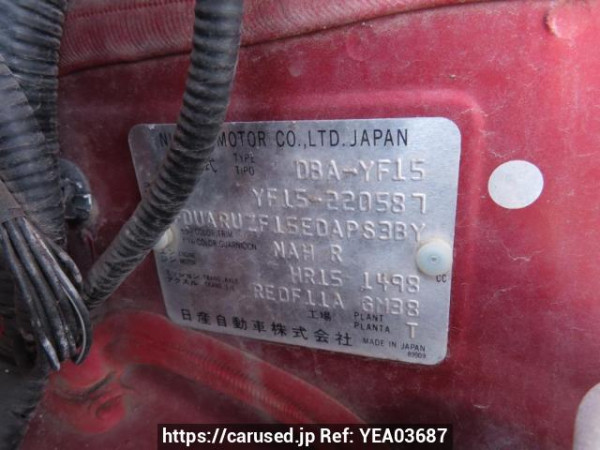 MOTOR CO.,LTD.JAPAN
TYPE
TIPO DBA-YF15
YF15-220587
NAH R
HR15 1498
CC
RE0F11A GM38
工場 PLANT
PLANTA T
日産自動車株式会社
MADE IN JAPAN
https://carused.jp Ref: YEA03687